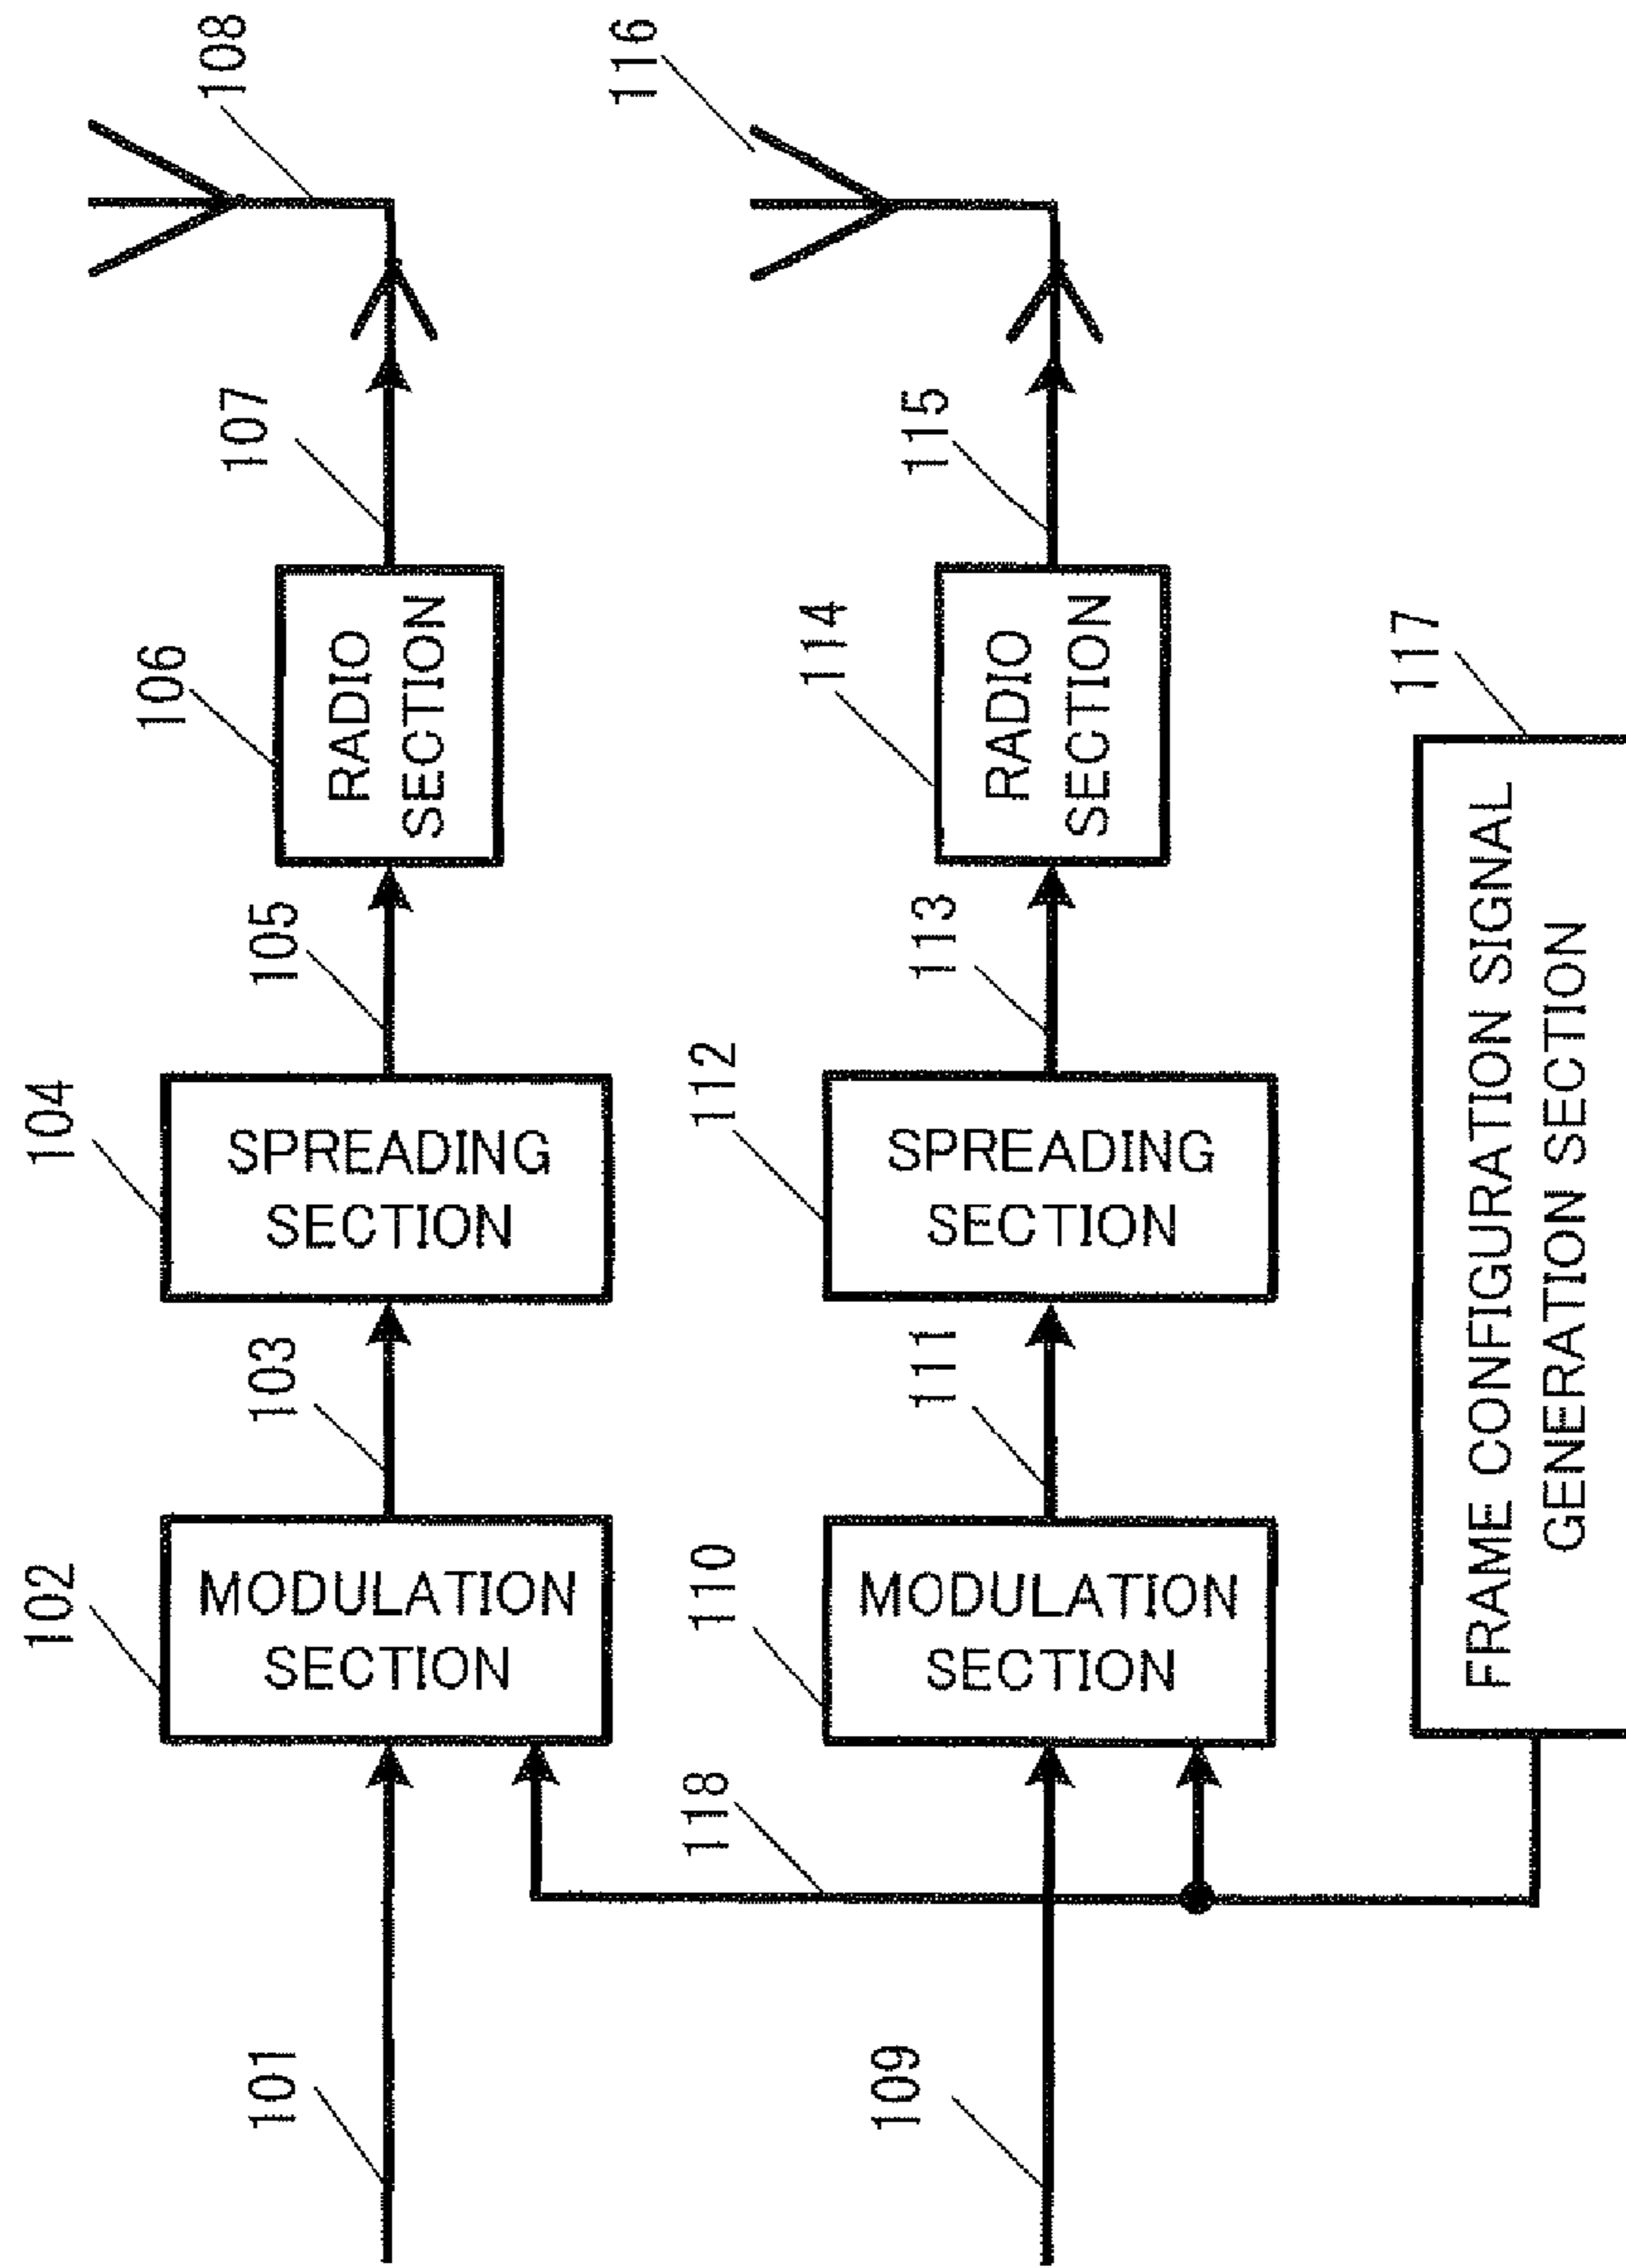 101
102
MODULATION
SECTION
103
104
SPREADING
SECTION
105
106
RADIO
SECTION
107
108
109
118
110
MODULATION
SECTION
111
112
SPREADING
SECTION
113
114
RADIO
SECTION
115
116
FRAME CONFIGURATION SIGNAL
GENERATION SECTION
117